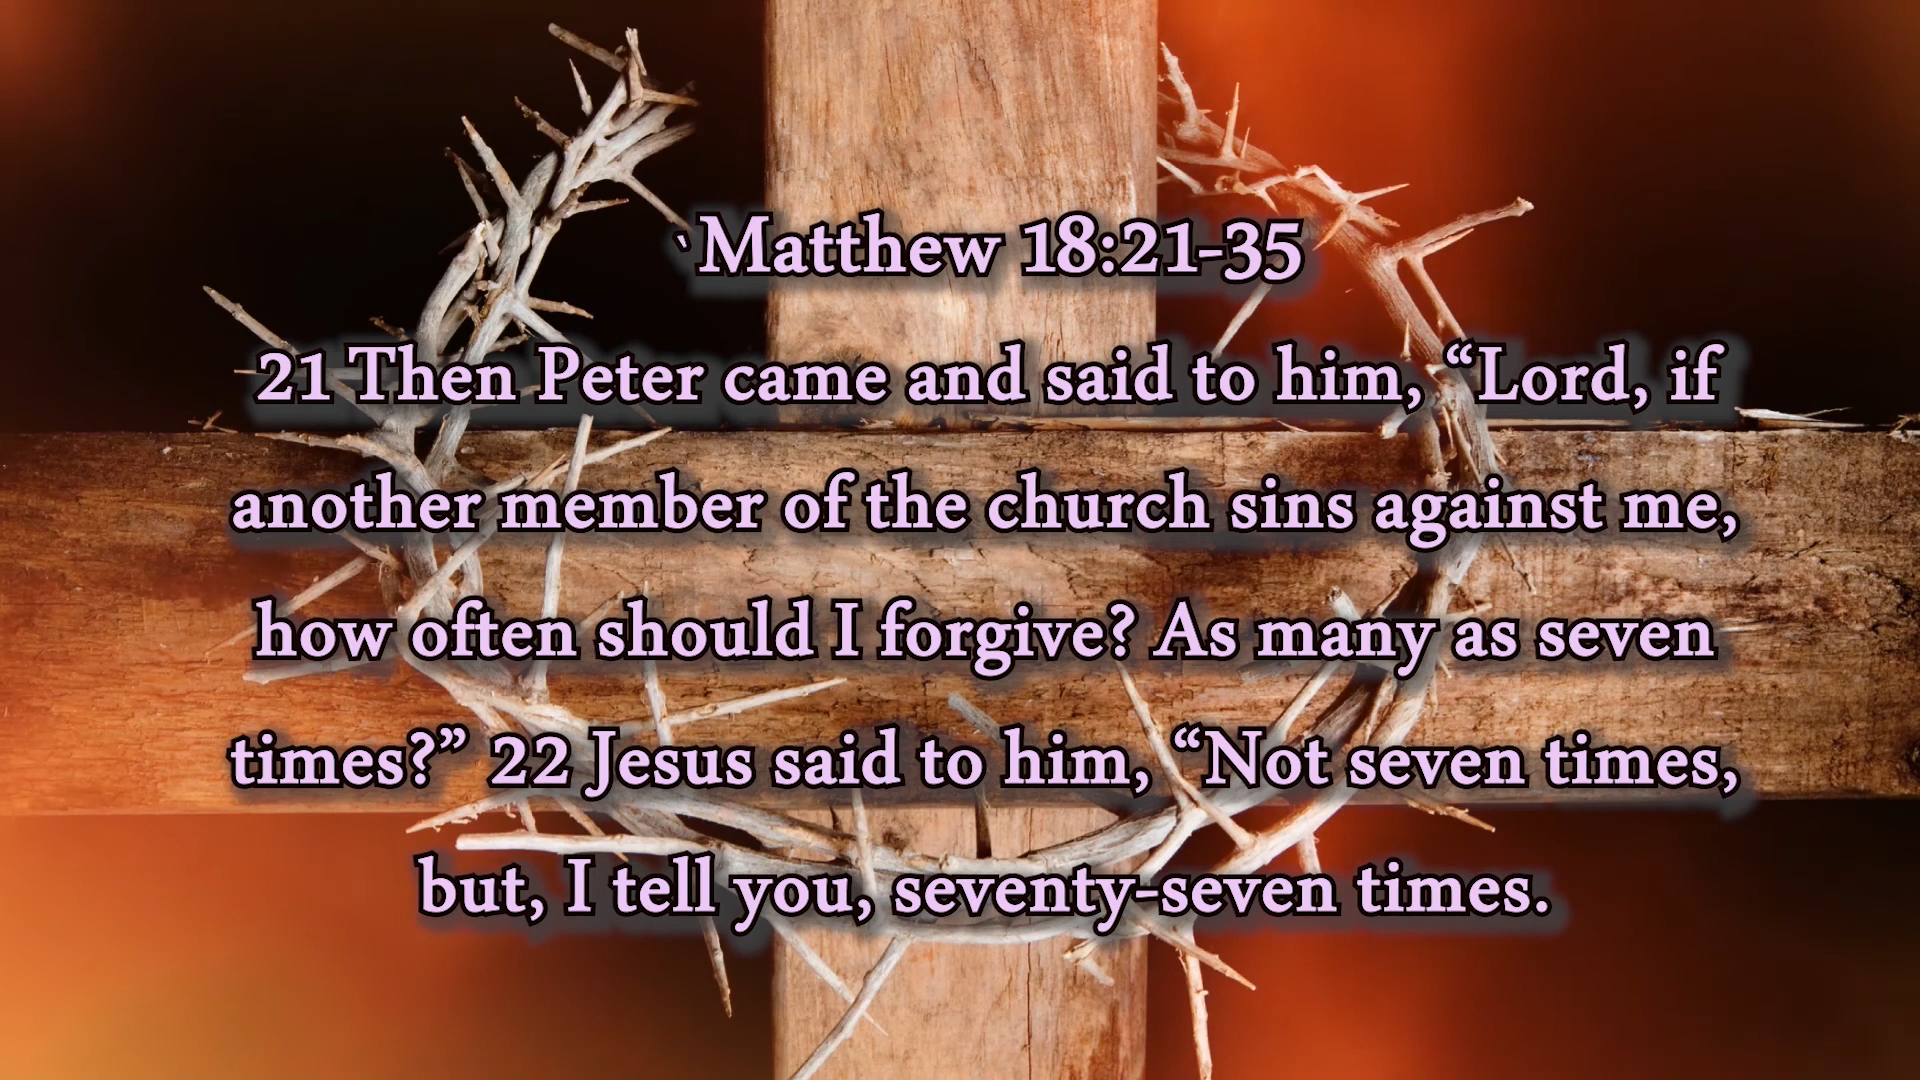 `Matthew 18:21-35
21 Then Peter came and said to him, “Lord, if
another member of the church sins against me,
how often should I forgive? As many as seven
times?” 22 Jesus said to him, “Not seven times,
but, I tell you, seventy-seven times.